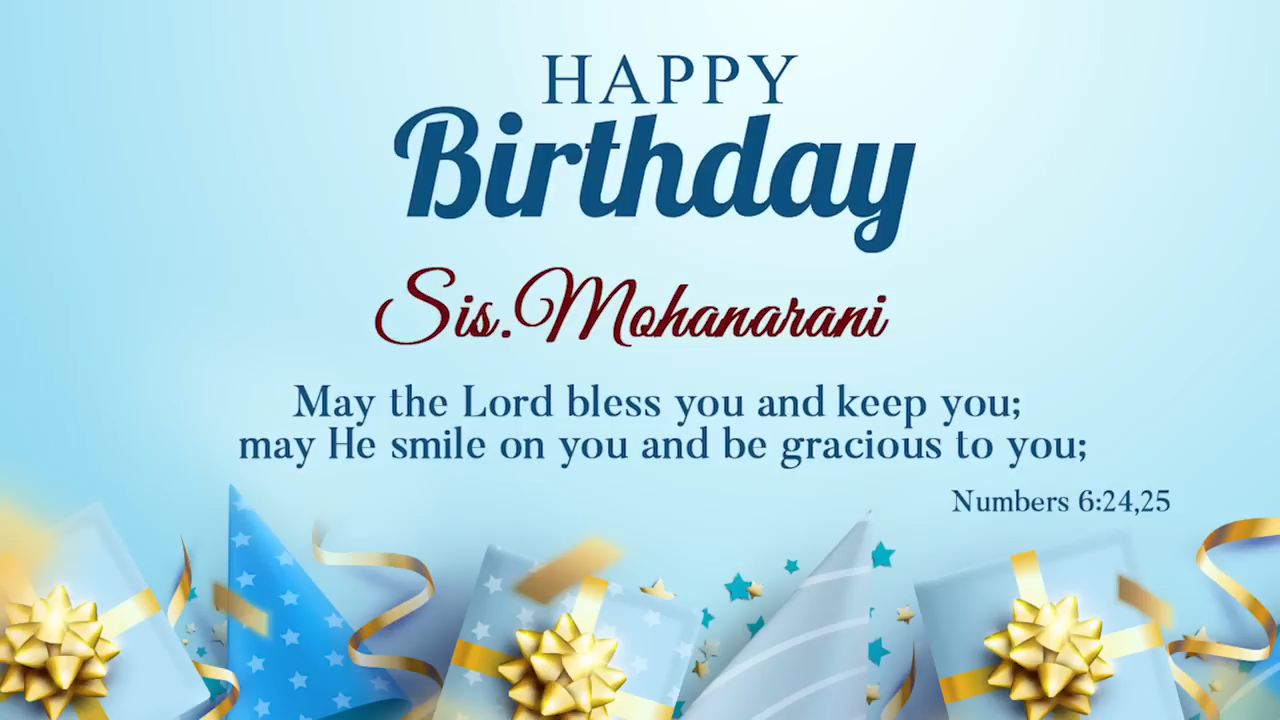 HAPPY
Birthday
Sis.Mohanarani
May the Lord bless you and keep you;
may He smile on you and be gracious to you;
Numbers 6:24,25